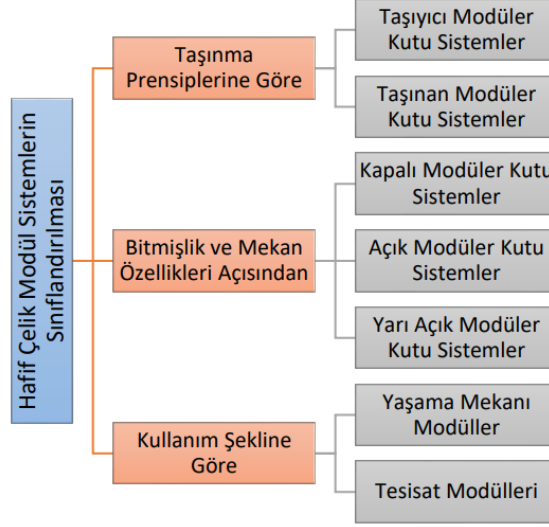 Hafif Çelik Modül Sistemlerin
Sınıflandırılması
Taşınma
Prensiplerine Göre
Taşıyıcı Modüler
Kutu Sistemler
Taşınan Modüler
Kutu Sistemler
Bitmişlik ve Mekan
Özellikleri Açısından
Kapalı Modüler Kutu
Sistemler
Açık Modüler Kutu
Sistemler
Yarı Açık Modüler
Kutu Sistemler
Kullanım Şekline
Göre
Yaşama Mekanı
Modüller
Tesisat Modülleri